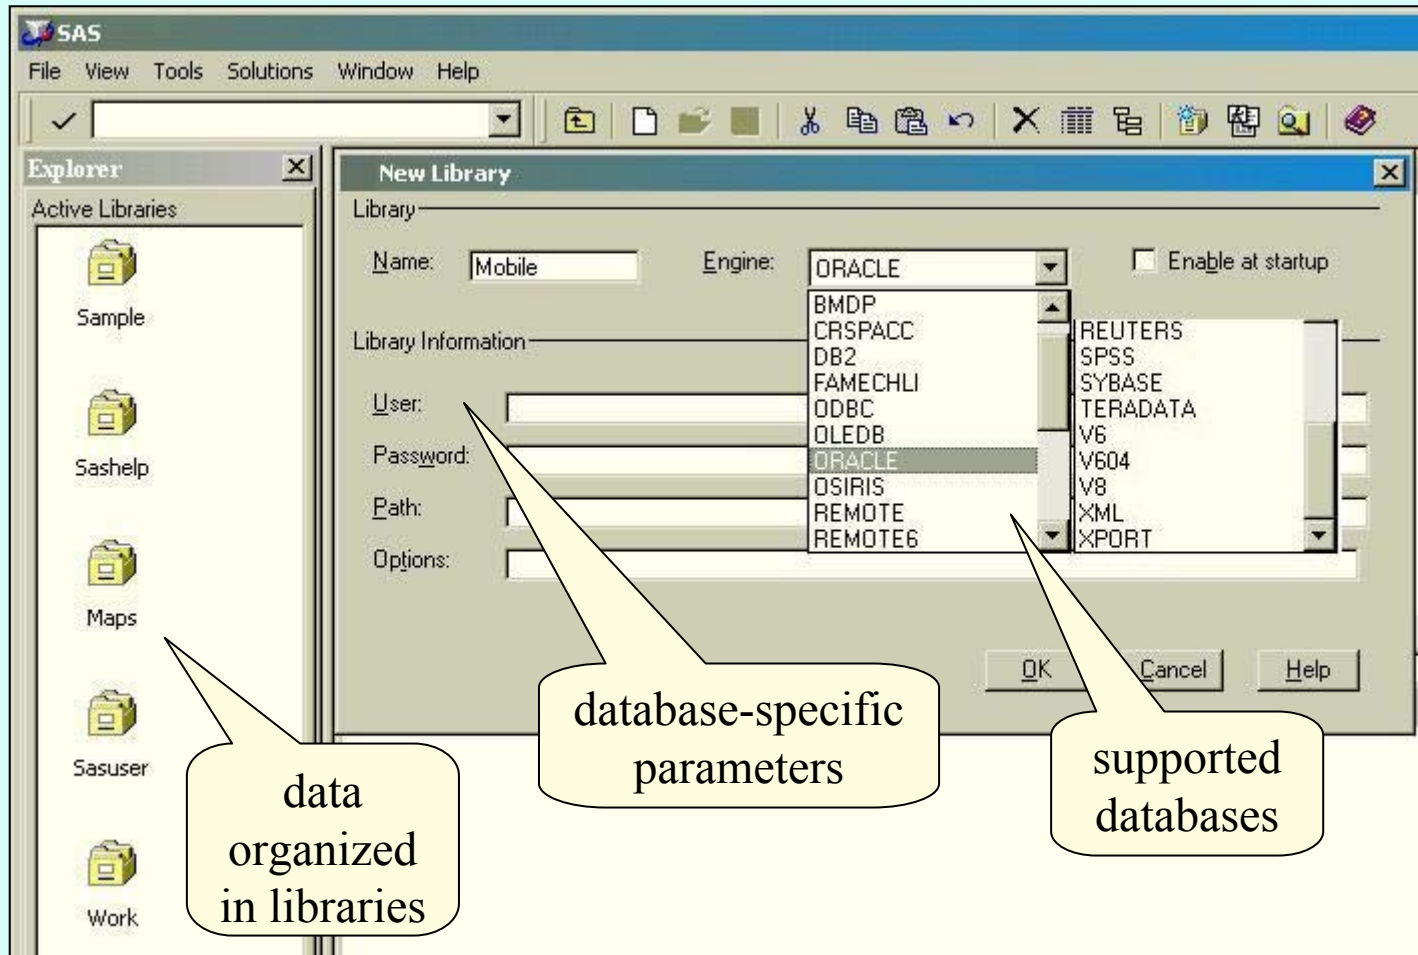 SAS
File View Tools Solutions Window Help
Explorer
Active Libraries
Sample
Sashelp
Maps
Sasuser
Work
New Library
Library
Name: Mobile Engine: ORACLE Enable at startup
BMDP
CRSPACC
DB2
FAMECHLI
ODBC
OLEDB
ORACLE
OSIRIS
REMOTE
REMOTE6
REUTERS
SPSS
SYBASE
TERADATA
V6
V604
V8
XML
XPORT
Library Information
User:
Password:
Path:
Options:
OK Cancel Help
data
organized
in libraries
database-specific
parameters
supported
databases